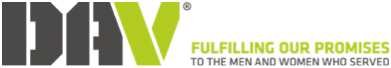 DAV®
FULFILLING OUR PROMISES
TO THE MEN AND WOMEN WHO SERVED